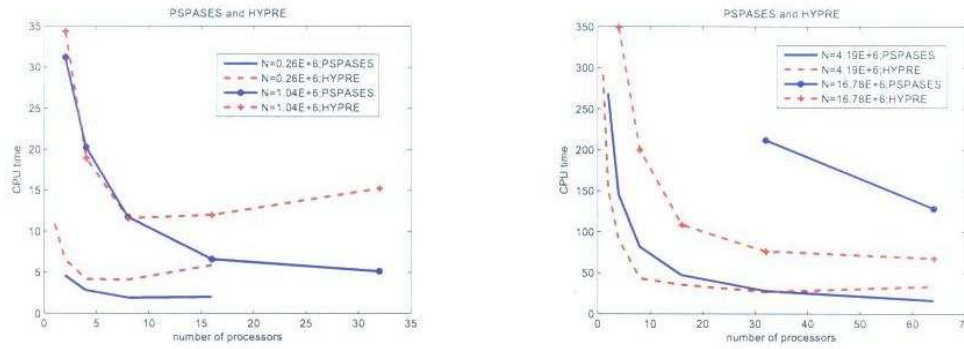 PSPASES and HYPRE
35
30
25
20
15
10
5
0
CPU time
N=0.26E+6;PSPASES
N=0.26E+6;HYPRE
N=1.04E+6;PSPASES
N=1.04E+6;HYPRE
0 5 10 15 20 25 30 35
number of processors
PSPASES and HYPRE
350
300
250
200
150
100
50
0
CPU time
N=4.19E+6;PSPASES
N=4.19E+6;HYPRE
N=16.78E+6;PSPASES
N=16.78E+6;HYPRE
0 10 20 30 40 50 60 70
number of processors